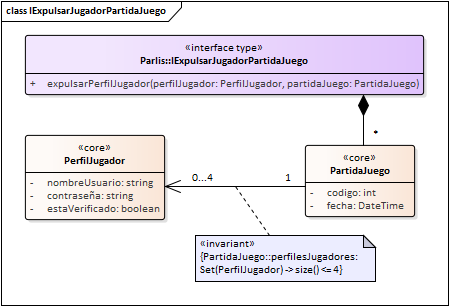 class IExpulsarJugadorPartidaJuego
«interface type»
Parlis::IExpulsarJugadorPartidaJuego
+ expulsarPerfilJugador(perfilJugador: PerfilJugador, partidaJuego: PartidaJuego)
*
«core»
PerfilJugador
- nombreUsuario: string
- contraseña: string
- estaVerificado: boolean
0...4
1
«core»
PartidaJuego
- codigo: int
- fecha: DateTime
«invariant»
{PartidaJuego::perfilesJugadores:
Set(PerfilJugador) -> size() <= 4}